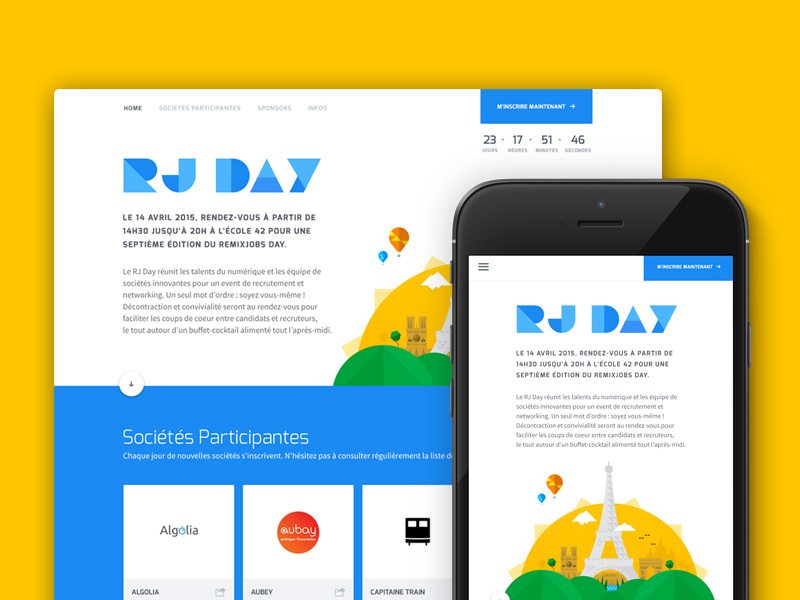 HOME SOCIÉTÉS PARTICIPANTES SPONSORS INFOS
M'INSCRIRE MAINTENANT →
23 • 17 • 51 • 46
JOURS HEURES MINUTES SECONDES
RJ DAY
LE 14 AVRIL 2015, RENDEZ-VOUS À PARTIR DE
14H30 JUSQU'À 20H À L'ÉCOLE 42 POUR UNE
SEPTIÈME ÉDITION DU REMIXJOBS DAY.
Le RJ Day réunit les talents du numérique et les équipe de
sociétés innovantes pour un event de recrutement et
networking. Un seul mot d'ordre : soyez vous-même !
Décontraction et convivialité seront au rendez-vous pour
faciliter les coups de coeur entre candidats et recruteurs,
le tout autour d'un buffet-cocktail alimenté tout l'après-midi.
Sociétés Participantes
Chaque jour de nouvelles sociétés s'inscrivent. N'hésitez pas à consulter régulièrement la liste de
Algolia
aubay
ALGOLIA
AUBEY
CAPITAINE TRAIN
M'INSCRIRE MAINTENANT →
RJ DAY
LE 14 AVRIL 2015, RENDEZ-VOUS À PARTIR DE
14H30 JUSQU'À 20H À L'ÉCOLE 42 POUR UNE
SEPTIÈME ÉDITION DU REMIXJOBS DAY.
Le RJ Day réunit les talents du numérique et les équipe de
sociétés innovantes pour un event de recrutement et
networking. Un seul mot d'ordre : soyez vous-même !
Décontraction et convivialité seront au rendez-vous pour
faciliter les coups de coeur entre candidats et recruteurs,
le tout autour d'un buffet-cocktail alimenté tout l'après-midi.